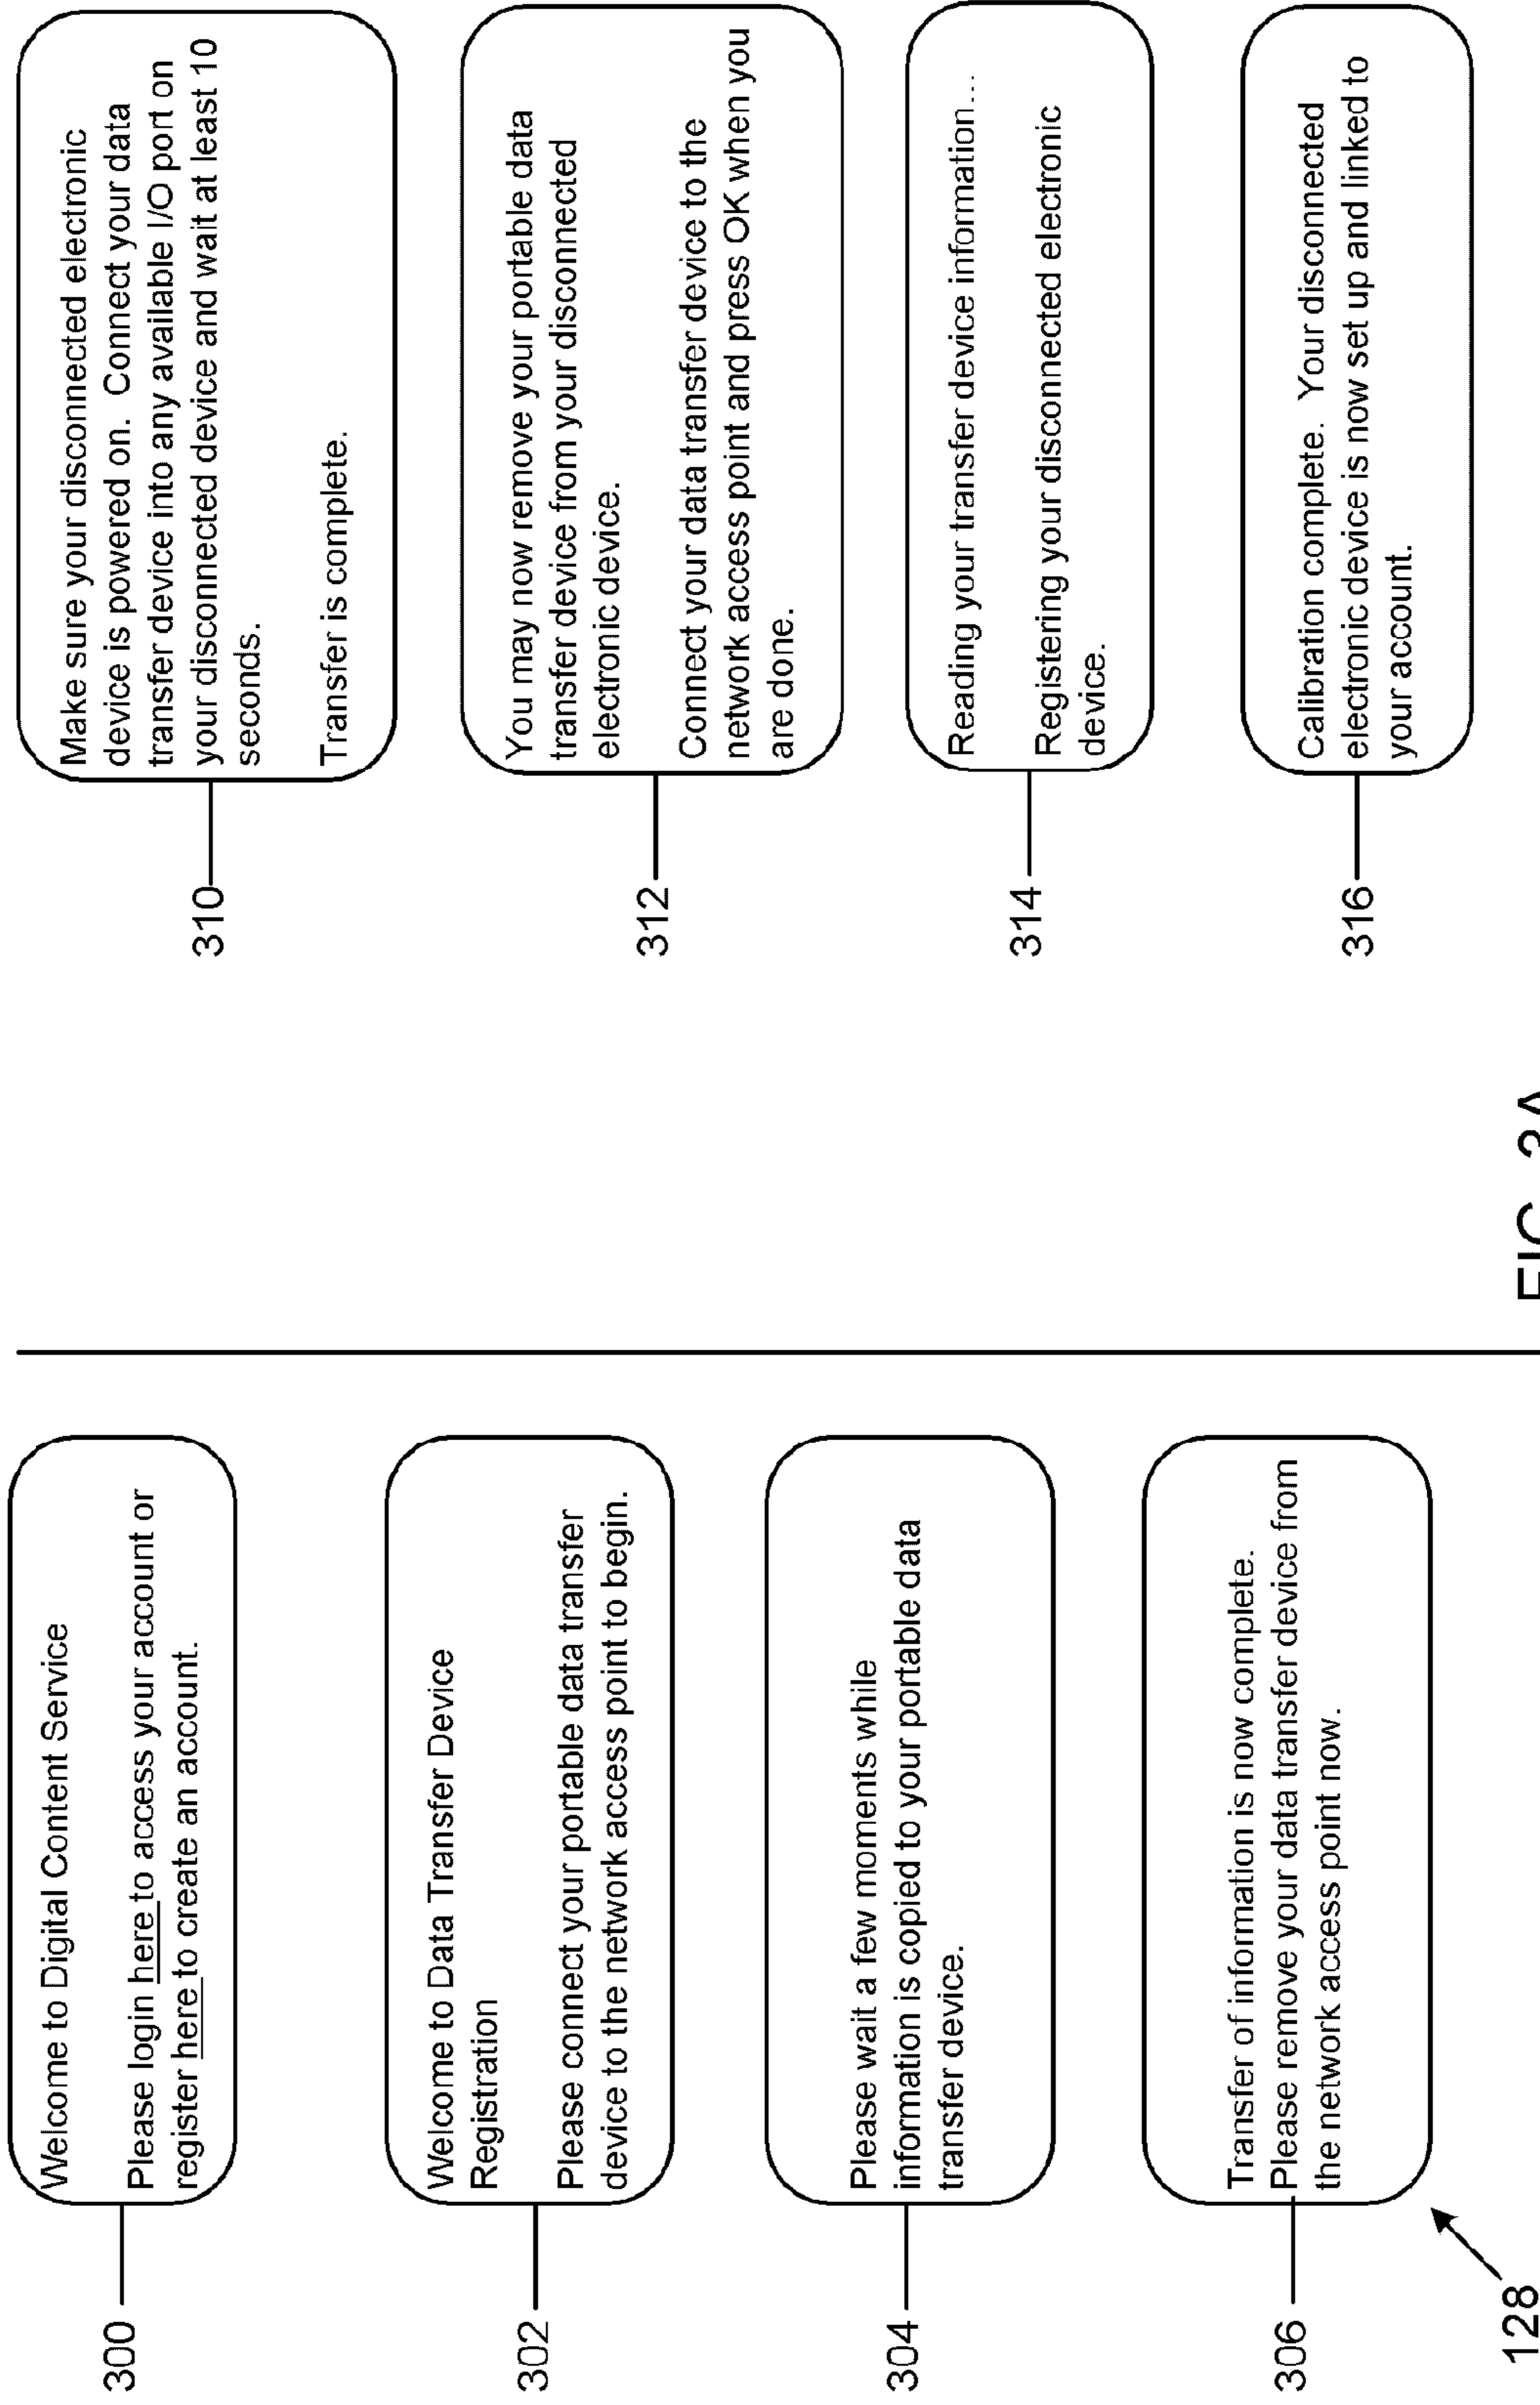 300
Welcome to Digital Content Service
Please login here to access your account or
register here to create an account.
302
Welcome to Data Transfer Device
Registration
Please connect your portable data transfer
device to the network access point to begin.
304
Please wait a few moments while
information is copied to your portable data
transfer device.
306
Transfer of information is now complete.
Please remove your data transfer device from
the network access point now.
128
310
Make sure your disconnected electronic
device is powered on. Connect your data
transfer device into any available I/O port on
your disconnected device and wait at least 10
seconds.
Transfer is complete.
312
You may now remove your portable data
transfer device from your disconnected
electronic device.
Connect your data transfer device to the
network access point and press OK when you
are done.
314
Reading your transfer device information...
Registering your disconnected electronic
device.
316
Calibration complete. Your disconnected
electronic device is now set up and linked to
your account.
FIG. 3A